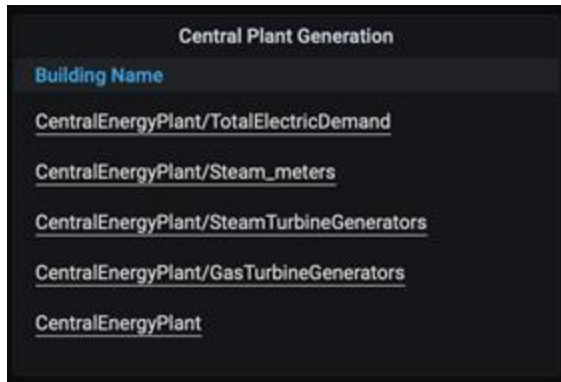 Central Plant Generation
Building Name
CentralEnergyPlant/TotalElectricDemand
CentralEnergyPlant/Steam_meters
CentralEnergyPlant/SteamTurbineGenerators
CentralEnergyPlant/GasTurbineGenerators
CentralEnergyPlant